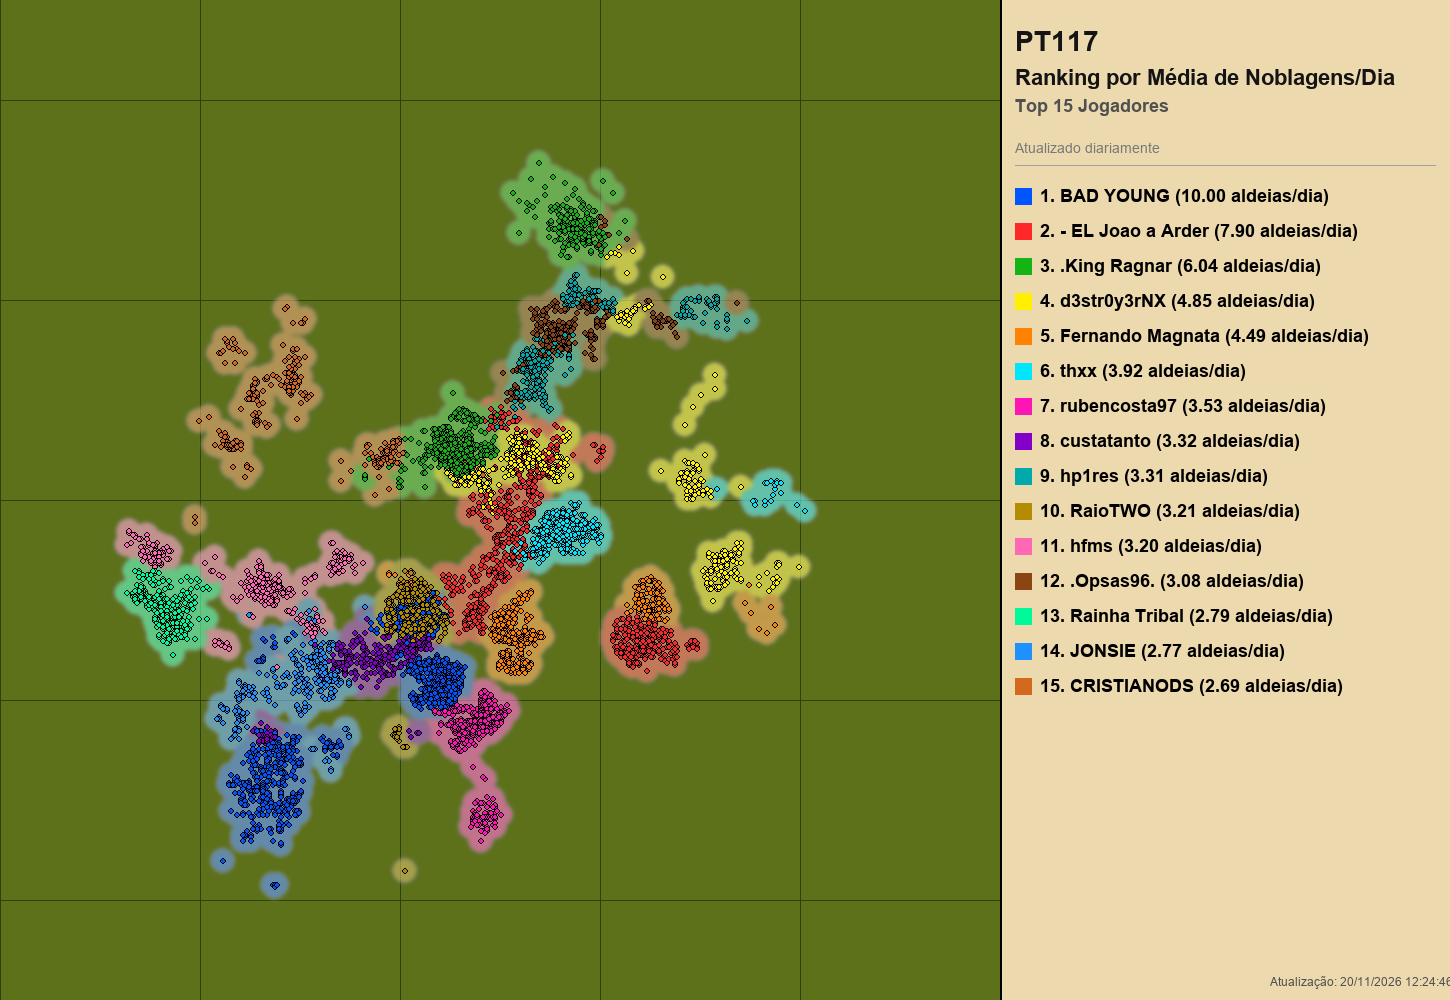 PT117
Ranking por Média de Noblagens/Dia
Top 15 Jogadores
Atualizado diariamente
1. BAD YOUNG (10.00 aldeias/dia)
2. - EL Joao a Arder (7.90 aldeias/dia)
3. .King Ragnar (6.04 aldeias/dia)
4. d3str0y3rNX (4.85 aldeias/dia)
5. Fernando Magnata (4.49 aldeias/dia)
6. thxx (3.92 aldeias/dia)
7. rubencosta97 (3.53 aldeias/dia)
8. custatanto (3.32 aldeias/dia)
9. hp1res (3.31 aldeias/dia)
10. RaioTWO (3.21 aldeias/dia)
11. hfms (3.20 aldeias/dia)
12. .Opsas96. (3.08 aldeias/dia)
13. Rainha Tribal (2.79 aldeias/dia)
14. JONSIE (2.77 aldeias/dia)
15. CRISTIANODS (2.69 aldeias/dia)
Atualização: 20/11/2026 12:24:46